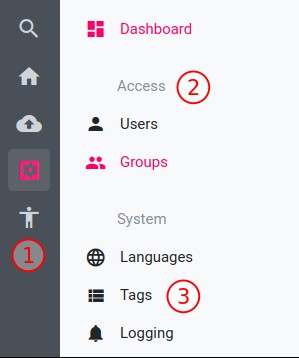 Dashboard
Access 2
Users
Groups
System
1
Languages
Tags 3
Logging